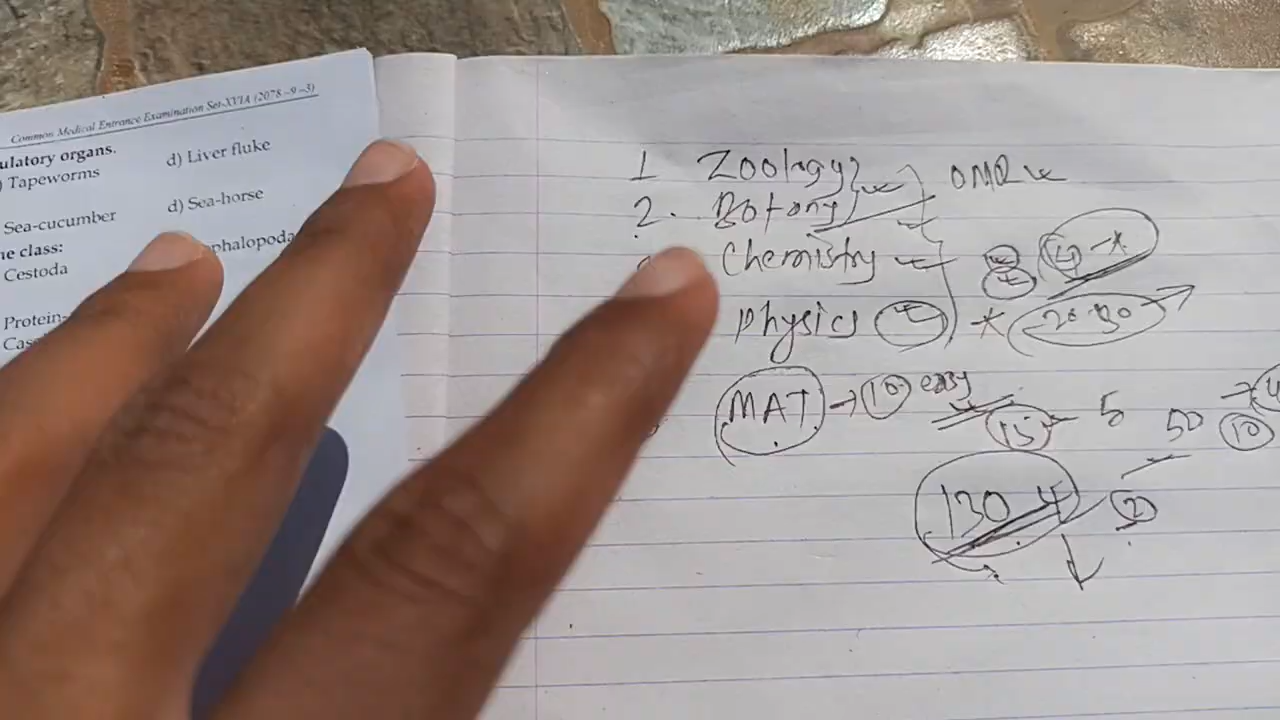 Common Medical Entrance Examination Set-XVIA (2078-9-3)
ulatory organs.
Tapeworms
d) Liver fluke
Sea-cucumber
d) Sea-horse
class:
Cestoda
phalopoda
Protein-
1 Zoology OMR
2. Botany
Chemistry
Physics * 20 30
MAT → 10 easy
15 5 50 10
130
2